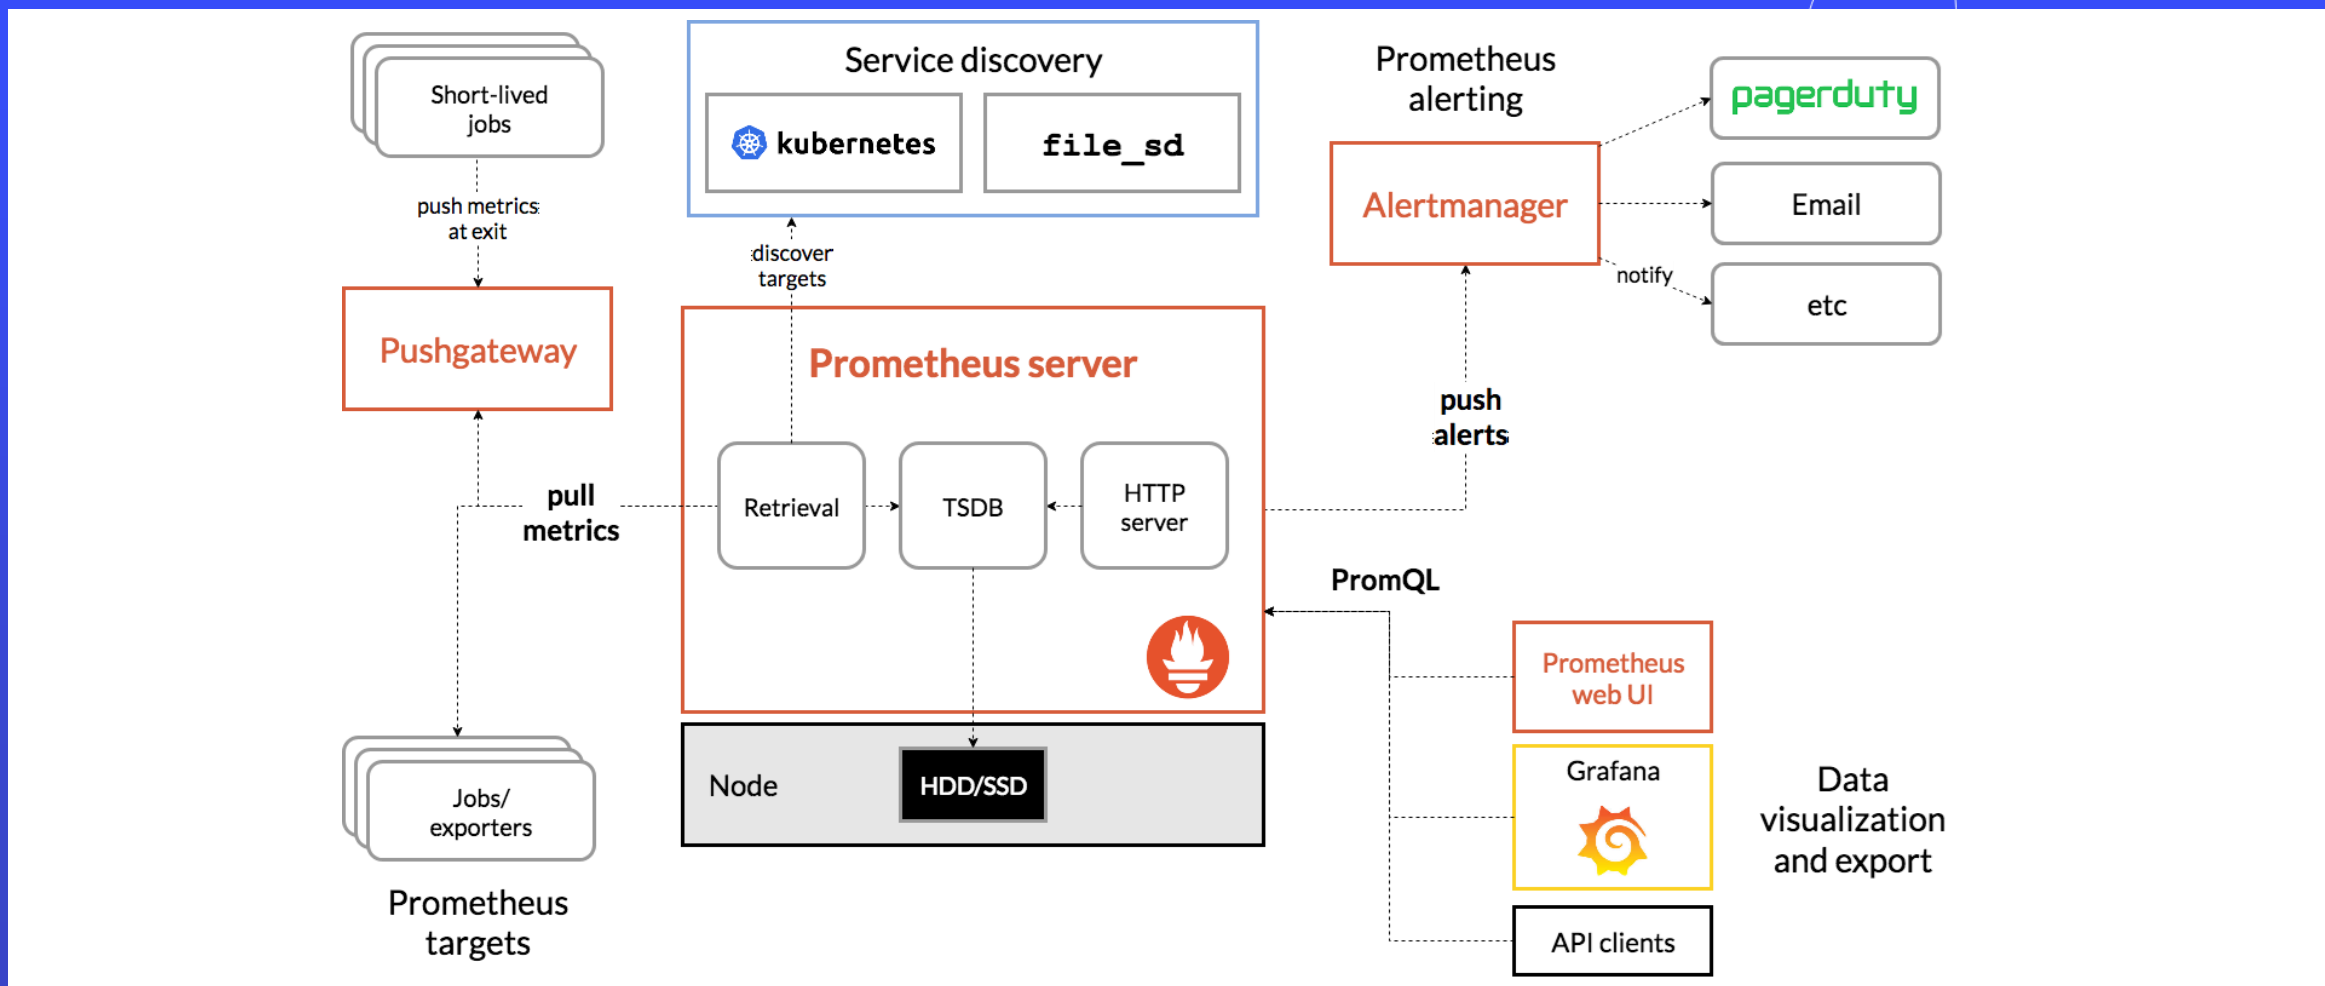 Short-lived
jobs
push metrics
at exit
Pushgateway
pull
metrics
Jobs/
exporters
Prometheus
targets
Service discovery
kubernetes
file_sd
discover
targets
Prometheus server
Retrieval
TSDB
HTTP
server
Node
HDD/SSD
Prometheus
alerting
Alertmanager
pagerduty
Email
notify
etc
push
alerts
PromQL
Prometheus
web UI
Grafana
API clients
Data
visualization
and export